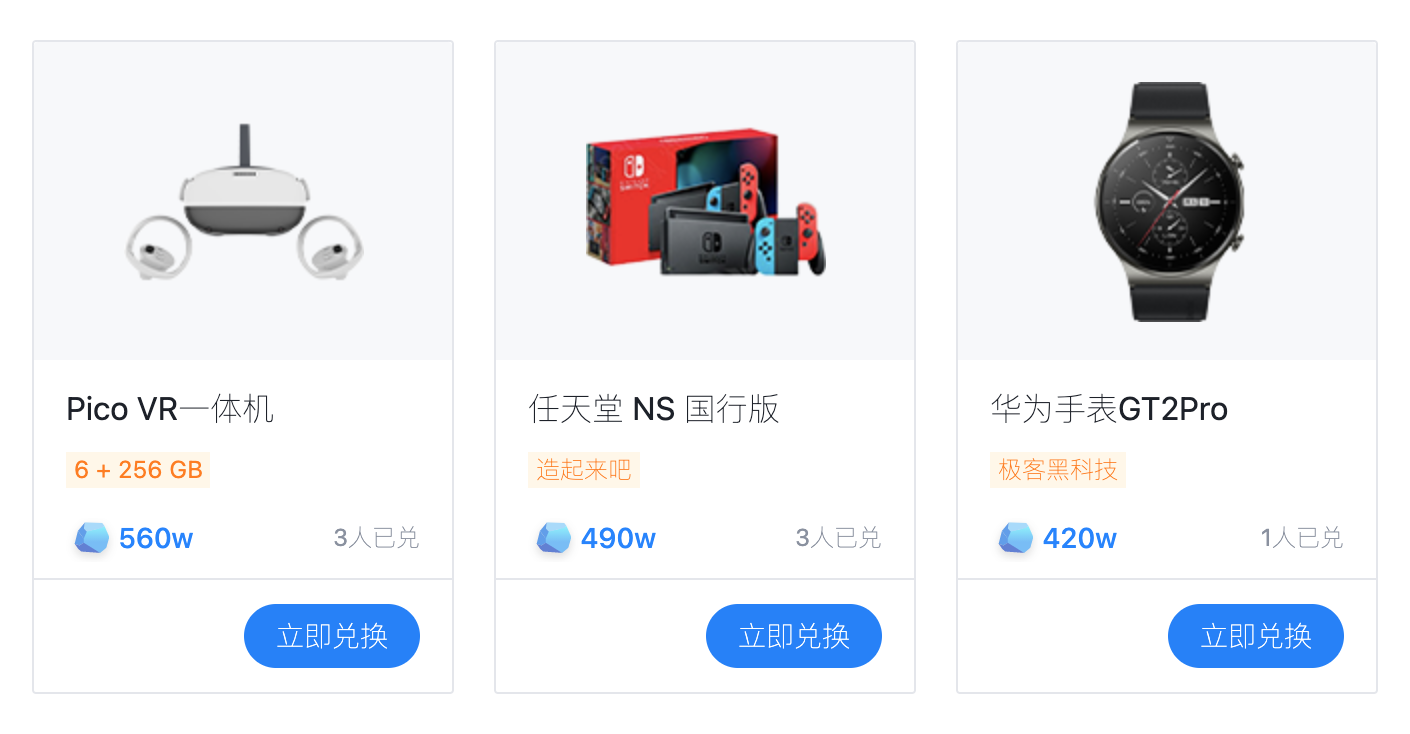 Pico VR一体机
6 + 256 GB
560w
3人已兑
立即兑换
SWITCH
任天堂 NS 国行版
造起来吧
490w
3人已兑
立即兑换
华为手表GT2Pro
极客黑科技
420w
1人已兑
立即兑换